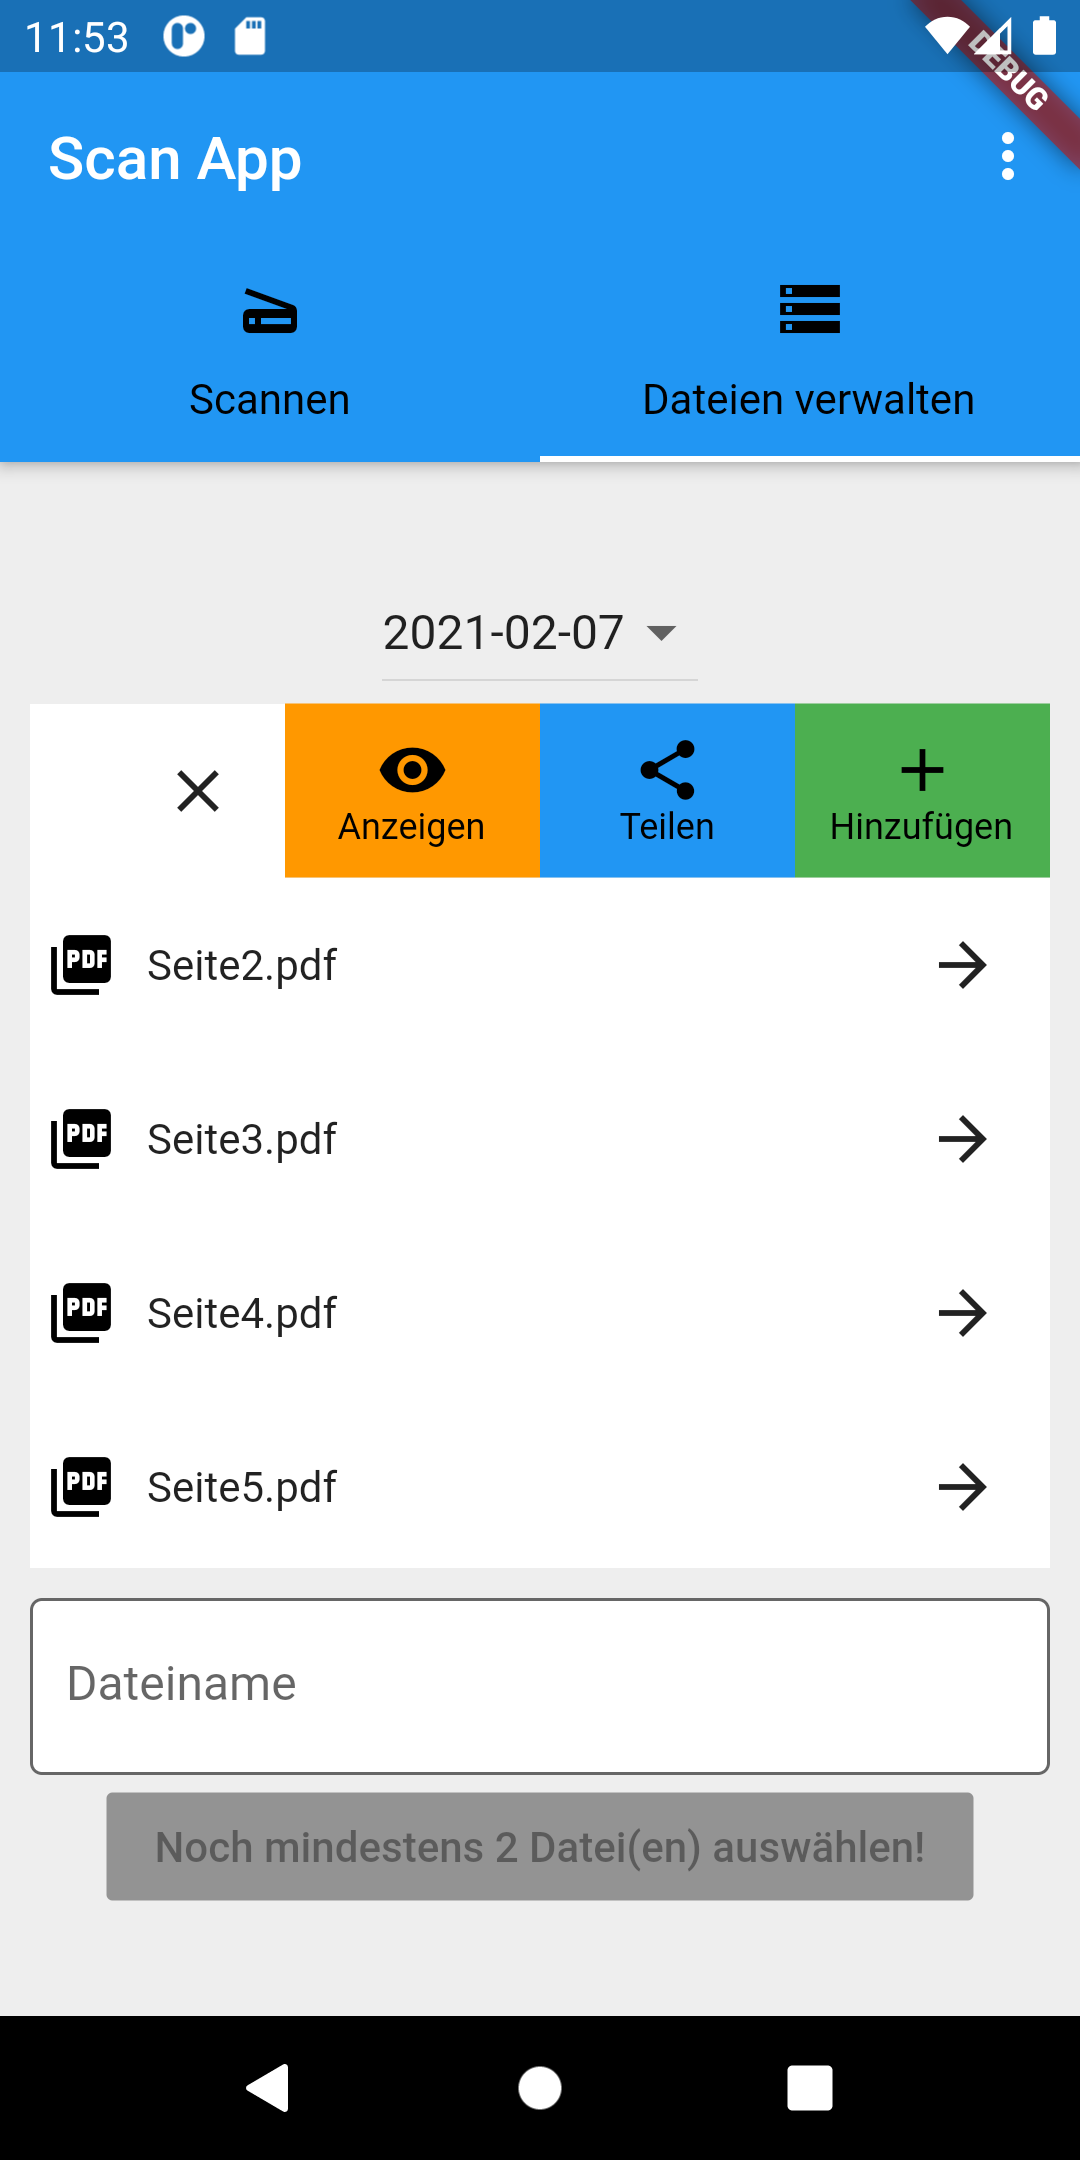 11:53
DEBUG
Scan App
Scannen
Dateien verwalten
2021-02-07
Anzeigen
Teilen
Hinzufügen
PDF Seite2.pdf
PDF Seite3.pdf
PDF Seite4.pdf
PDF Seite5.pdf
Dateiname
Noch mindestens 2 Datei(en) auswählen!